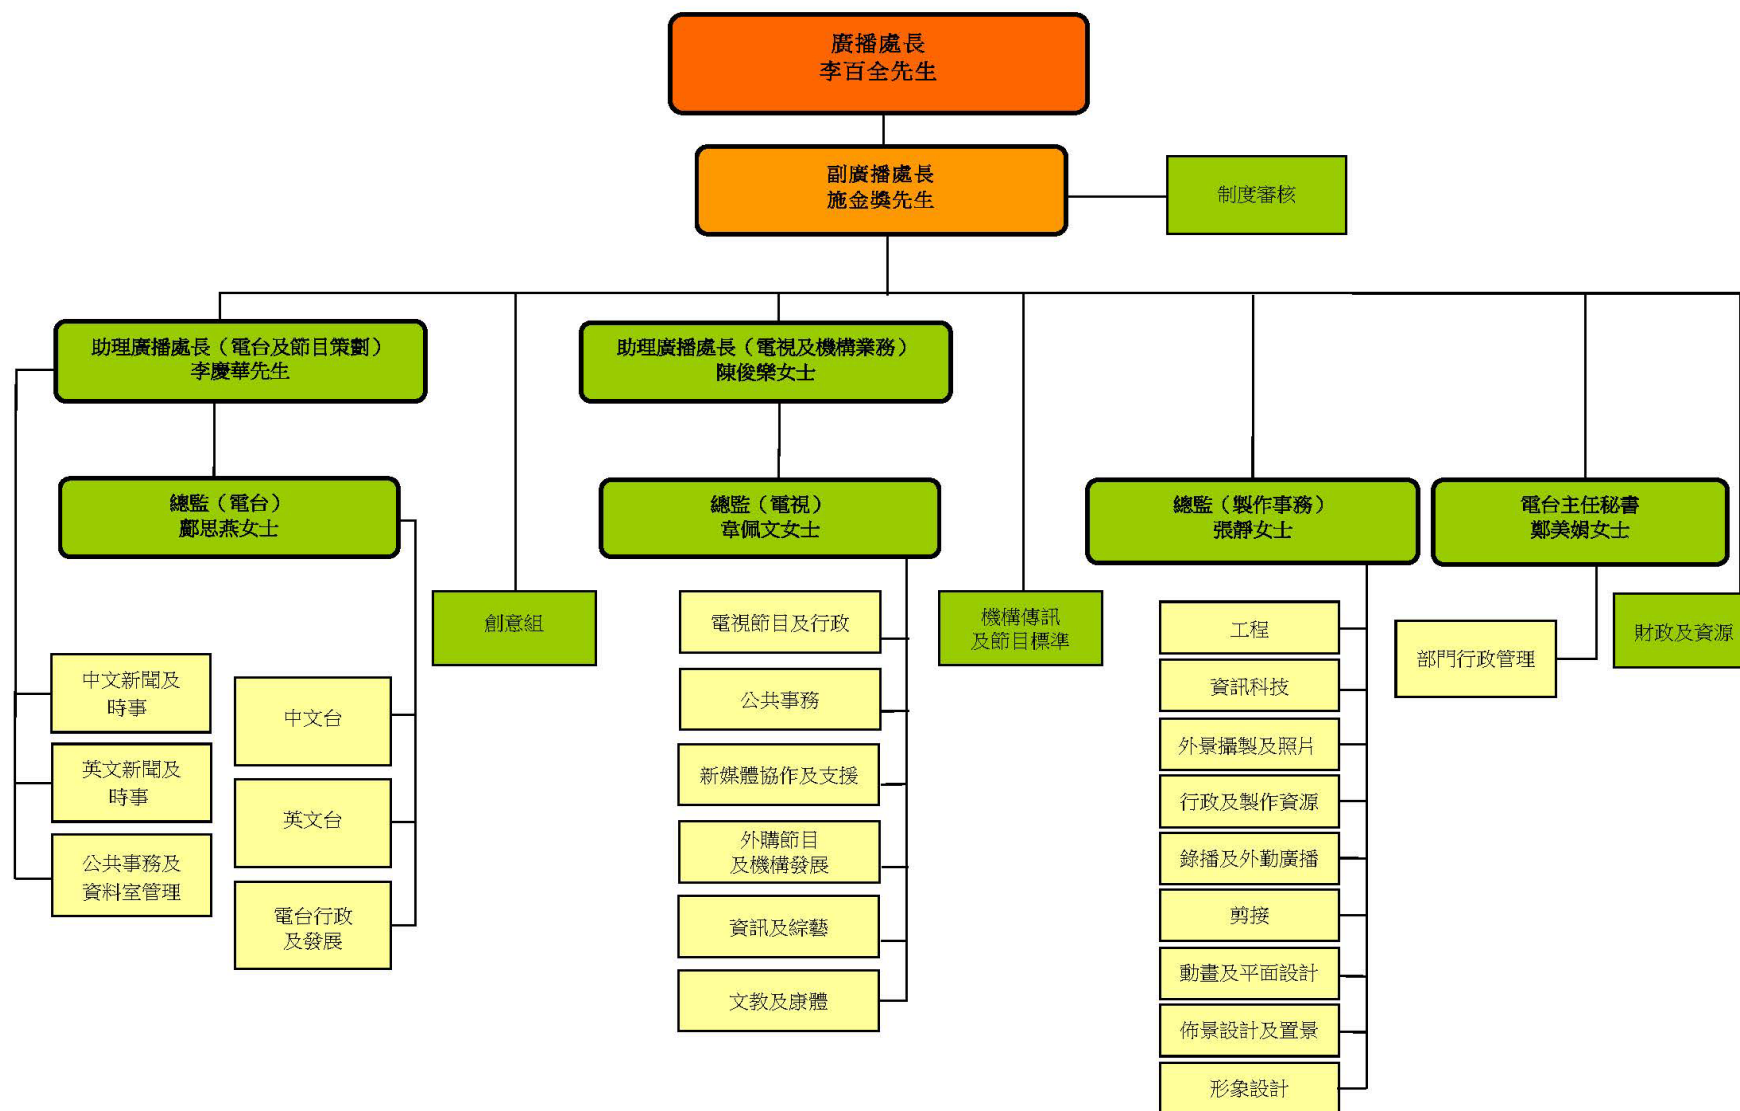 廣播處長
李百全先生
副廣播處長
施金獎先生
制度審核
助理廣播處長（電台及節目策劃）
李慶華先生
助理廣播處長（電視及機構業務）
陳俊樂女士
總監（電台）
鄺思燕女士
總監（電視）
韋佩文女士
總監（製作事務）
張靜女士
電台主任秘書
鄭美娟女士
創意組
機構傳訊
及節目標準
財政及資源
中文新聞及
時事
英文新聞及
時事
公共事務及
資料室管理
中文台
英文台
電台行政
及發展
電視節目及行政
公共事務
新媒體協作及支援
外購節目
及機構發展
資訊及綜藝
文教及康體
工程
資訊科技
外景攝製及照片
行政及製作資源
錄播及外勤廣播
剪接
動畫及平面設計
佈景設計及置景
形象設計
部門行政管理